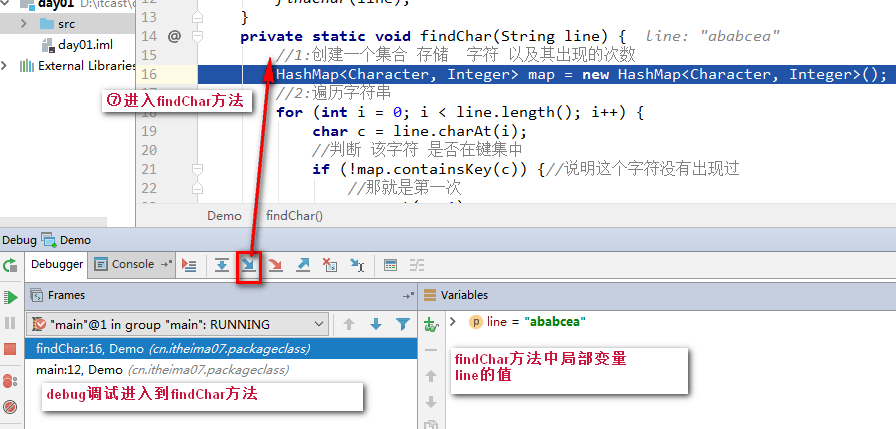 day01 D:\itcast\day01
src
day01.iml
External Libraries
12 findChar(line);
13 }
14 @ private static void findChar(String line) { line: "ababcea"
15 //1:创建一个集合 存储 字符 以及其出现的次数
16 HashMap<Character, Integer> map = new HashMap<Character, Integer>();
17 //2:遍历字符串
18 for (int i = 0; i < line.length(); i++) {
19 char c = line.charAt(i);
20 //判断 该字符 是否在键集中
21 if (!map.containsKey(c)) {//说明这个字符没有出现过
22 //那就是第一次
⑦进入findChar方法
Demo findChar()
Debug Demo
Debugger Console
Frames
Variables
"main"@1 in group "main": RUNNING
findChar:16, Demo (cn.itheima07.packageclass)
main:12, Demo (cn.itheima07.packageclass)
debug调试进入到findChar方法
p line = "ababcea"
findChar方法中局部变量
line的值